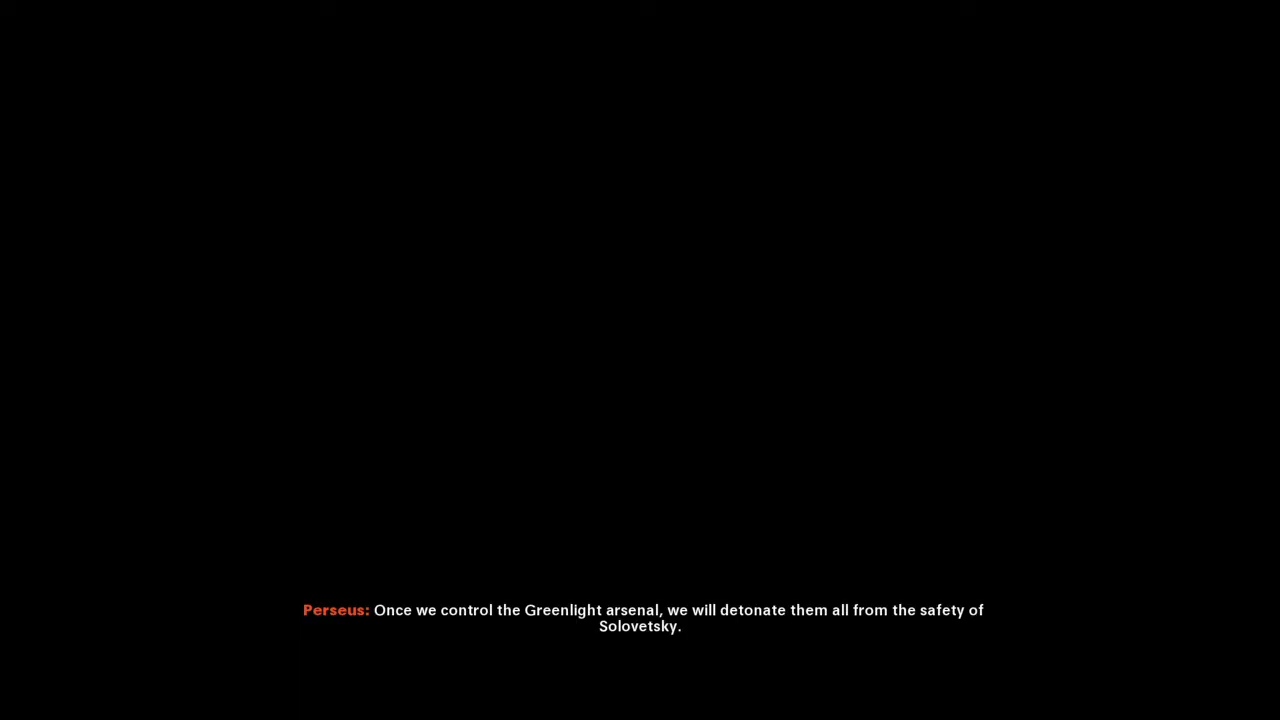 Perseus: Once we control the Greenlight arsenal, we will detonate them all from the safety of
Solovetsky.